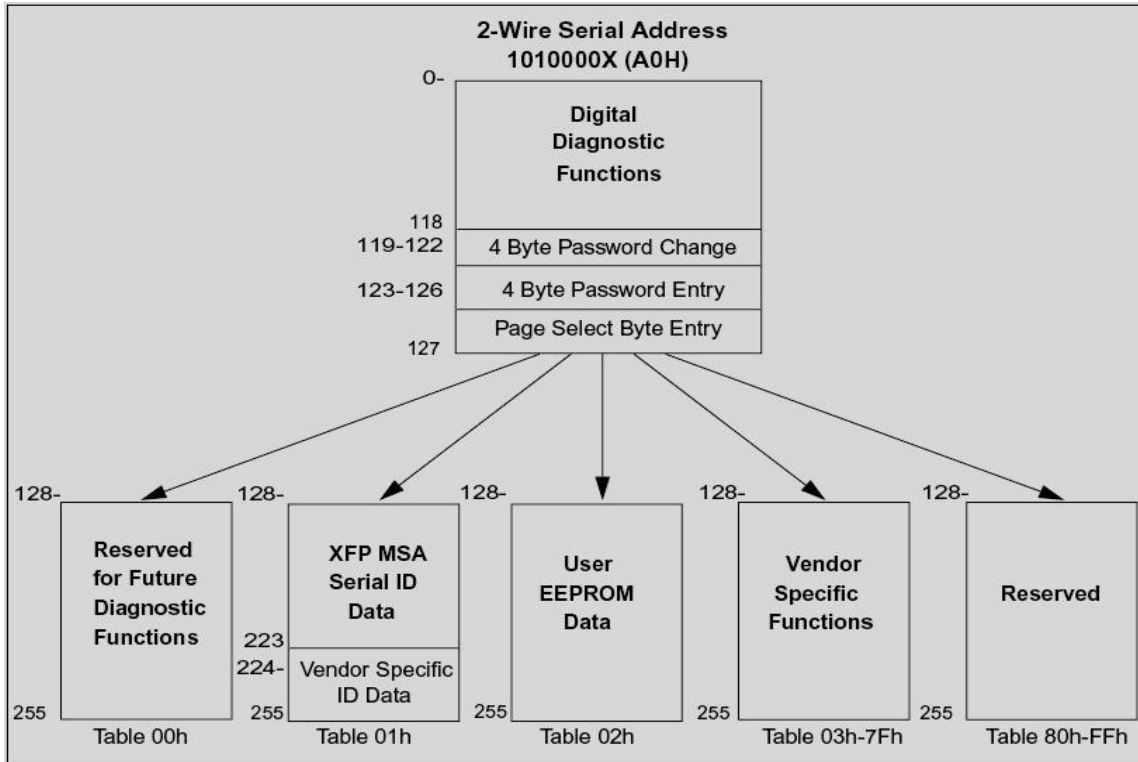 2-Wire Serial Address
1010000X (A0H)
0-
Digital
Diagnostic
Functions
118
119-122
4 Byte Password Change
123-126
4 Byte Password Entry
Page Select Byte Entry
127
128-
Reserved
for Future
Diagnostic
Functions
255
Table 00h
128-
XFP MSA
Serial ID
Data
223
224-
Vendor Specific
ID Data
255
Table 01h
128-
User
EEPROM
Data
255
Table 02h
128-
Vendor
Specific
Functions
255
Table 03h-7Fh
128-
Reserved
255
Table 80h-FFh